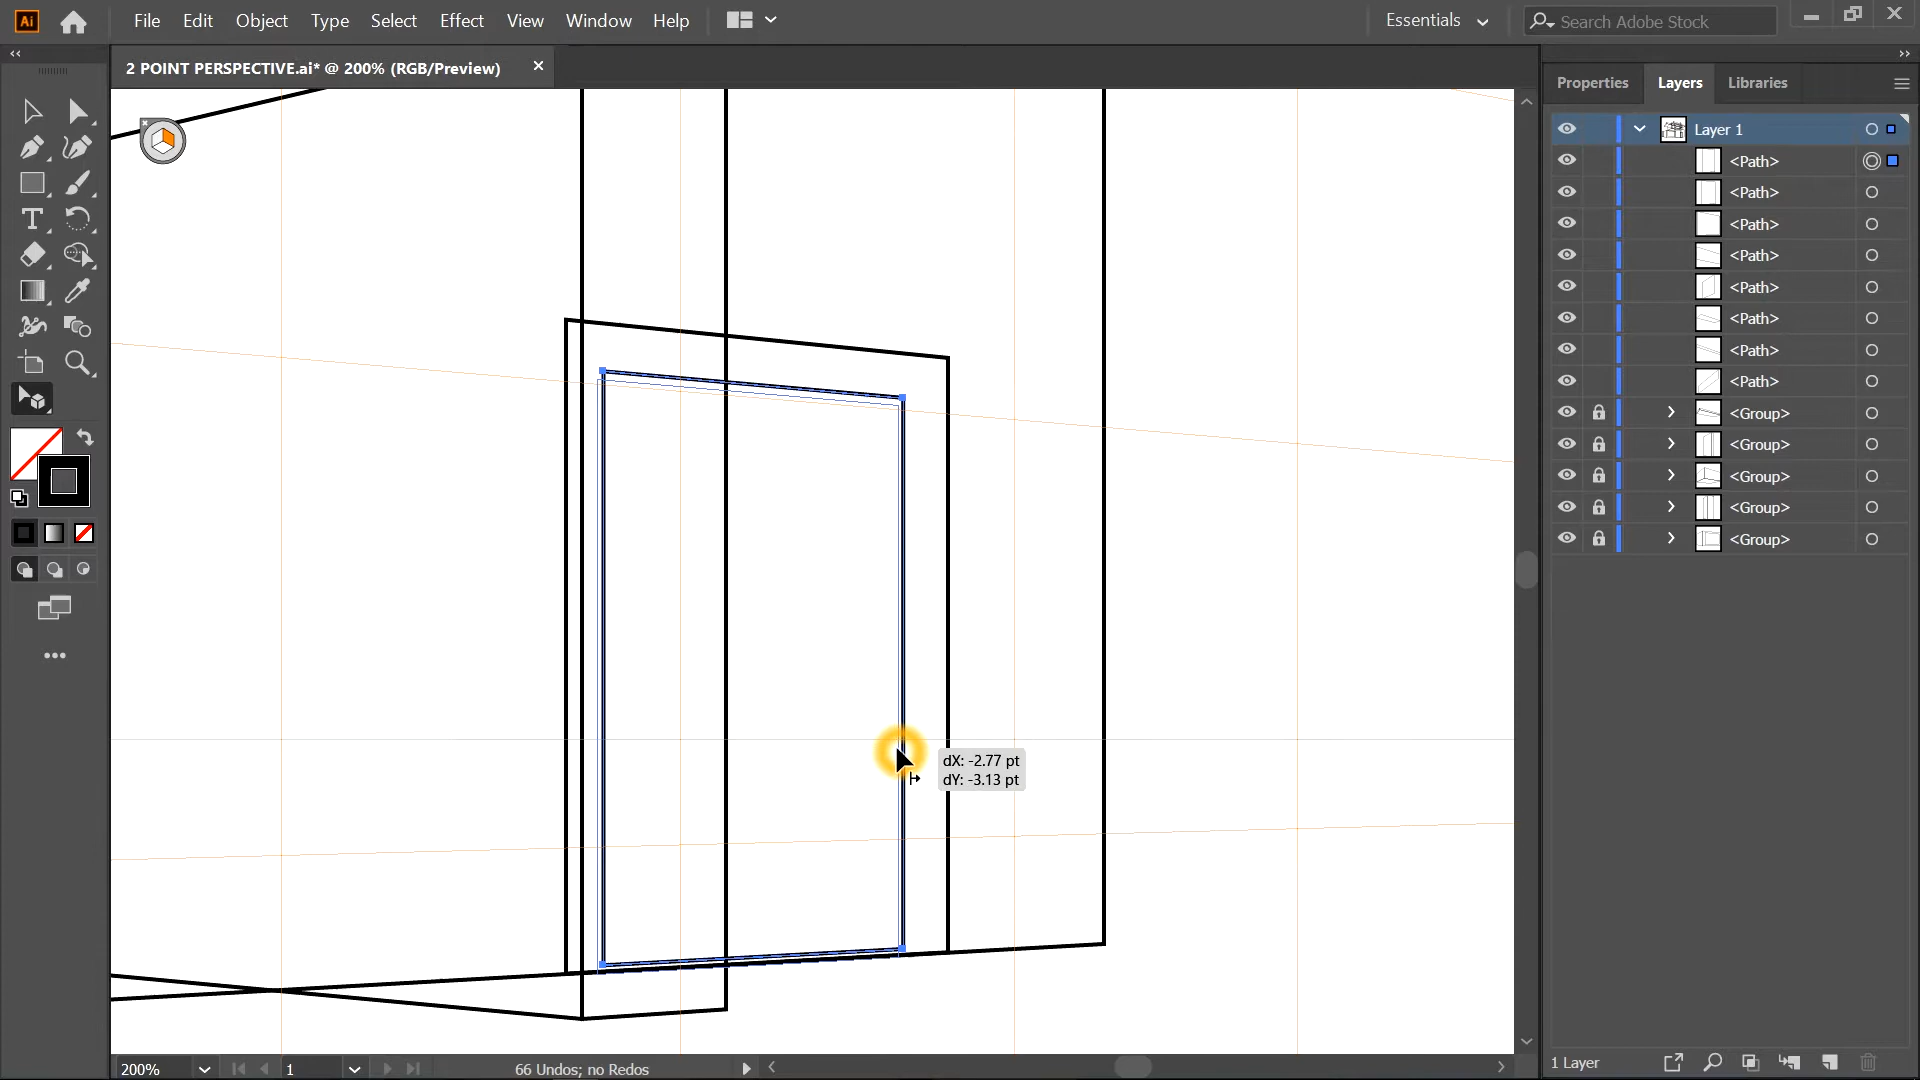 Ai File Edit Object Type Select Effect View Window Help Essentials Search Adobe Stock
2 POINT PERSPECTIVE.ai* @ 200% (RGB/Preview)
Properties Layers Libraries
Layer 1
<Path>
<Path>
<Path>
<Path>
<Path>
<Path>
<Path>
<Path>
<Group>
<Group>
<Group>
<Group>
<Group>
dX: -2.77 pt
dY: -3.13 pt
200% 1 66 Undos; no Redos
1 Layer